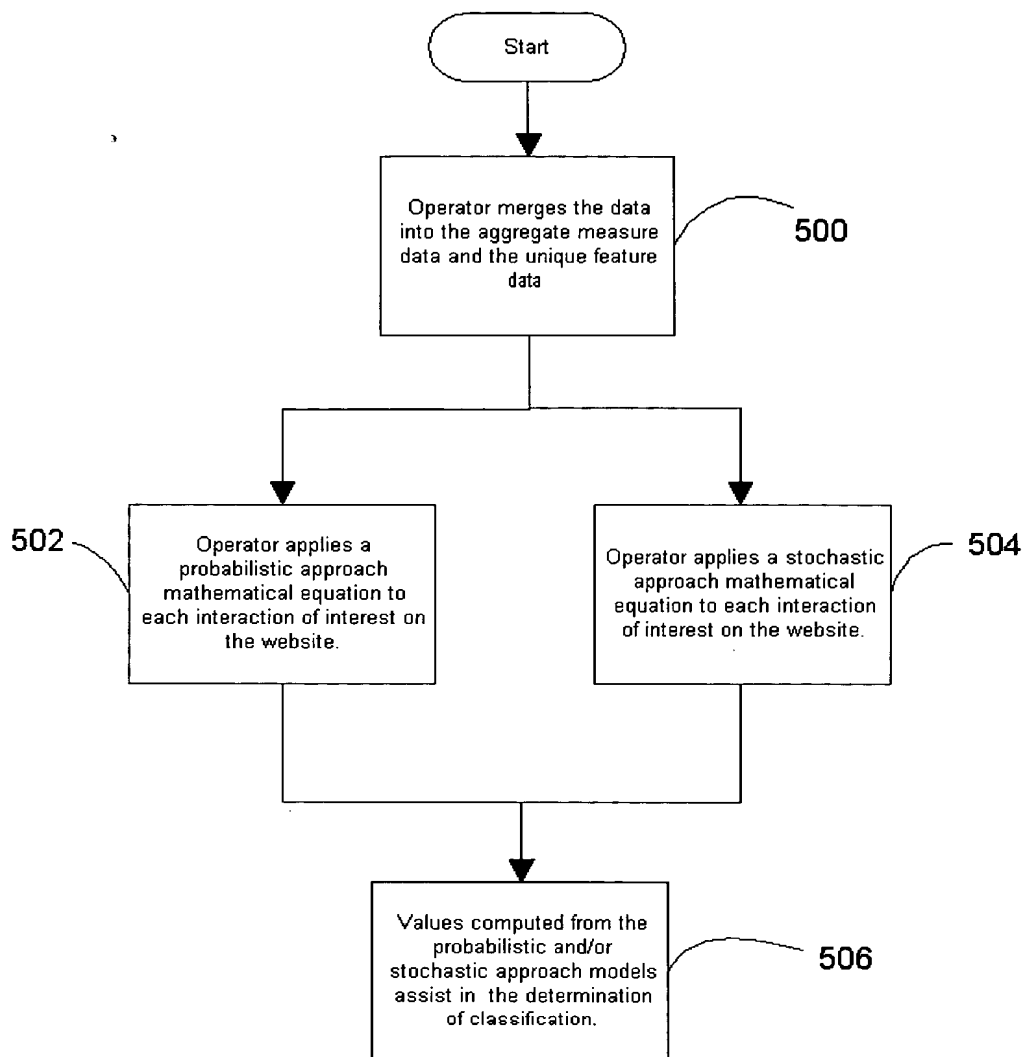 Start
Operator merges the data
into the aggregate measure
data and the unique feature
data
500
502
Operator applies a
probabilistic approach
mathematical equation to
each interaction of interest on
the website.
Operator applies a stochastic
approach mathematical
equation to each interaction
of interest on the website.
504
Values computed from the
probabilistic and/or
stochastic approach models
assist in the determination
of classification.
506